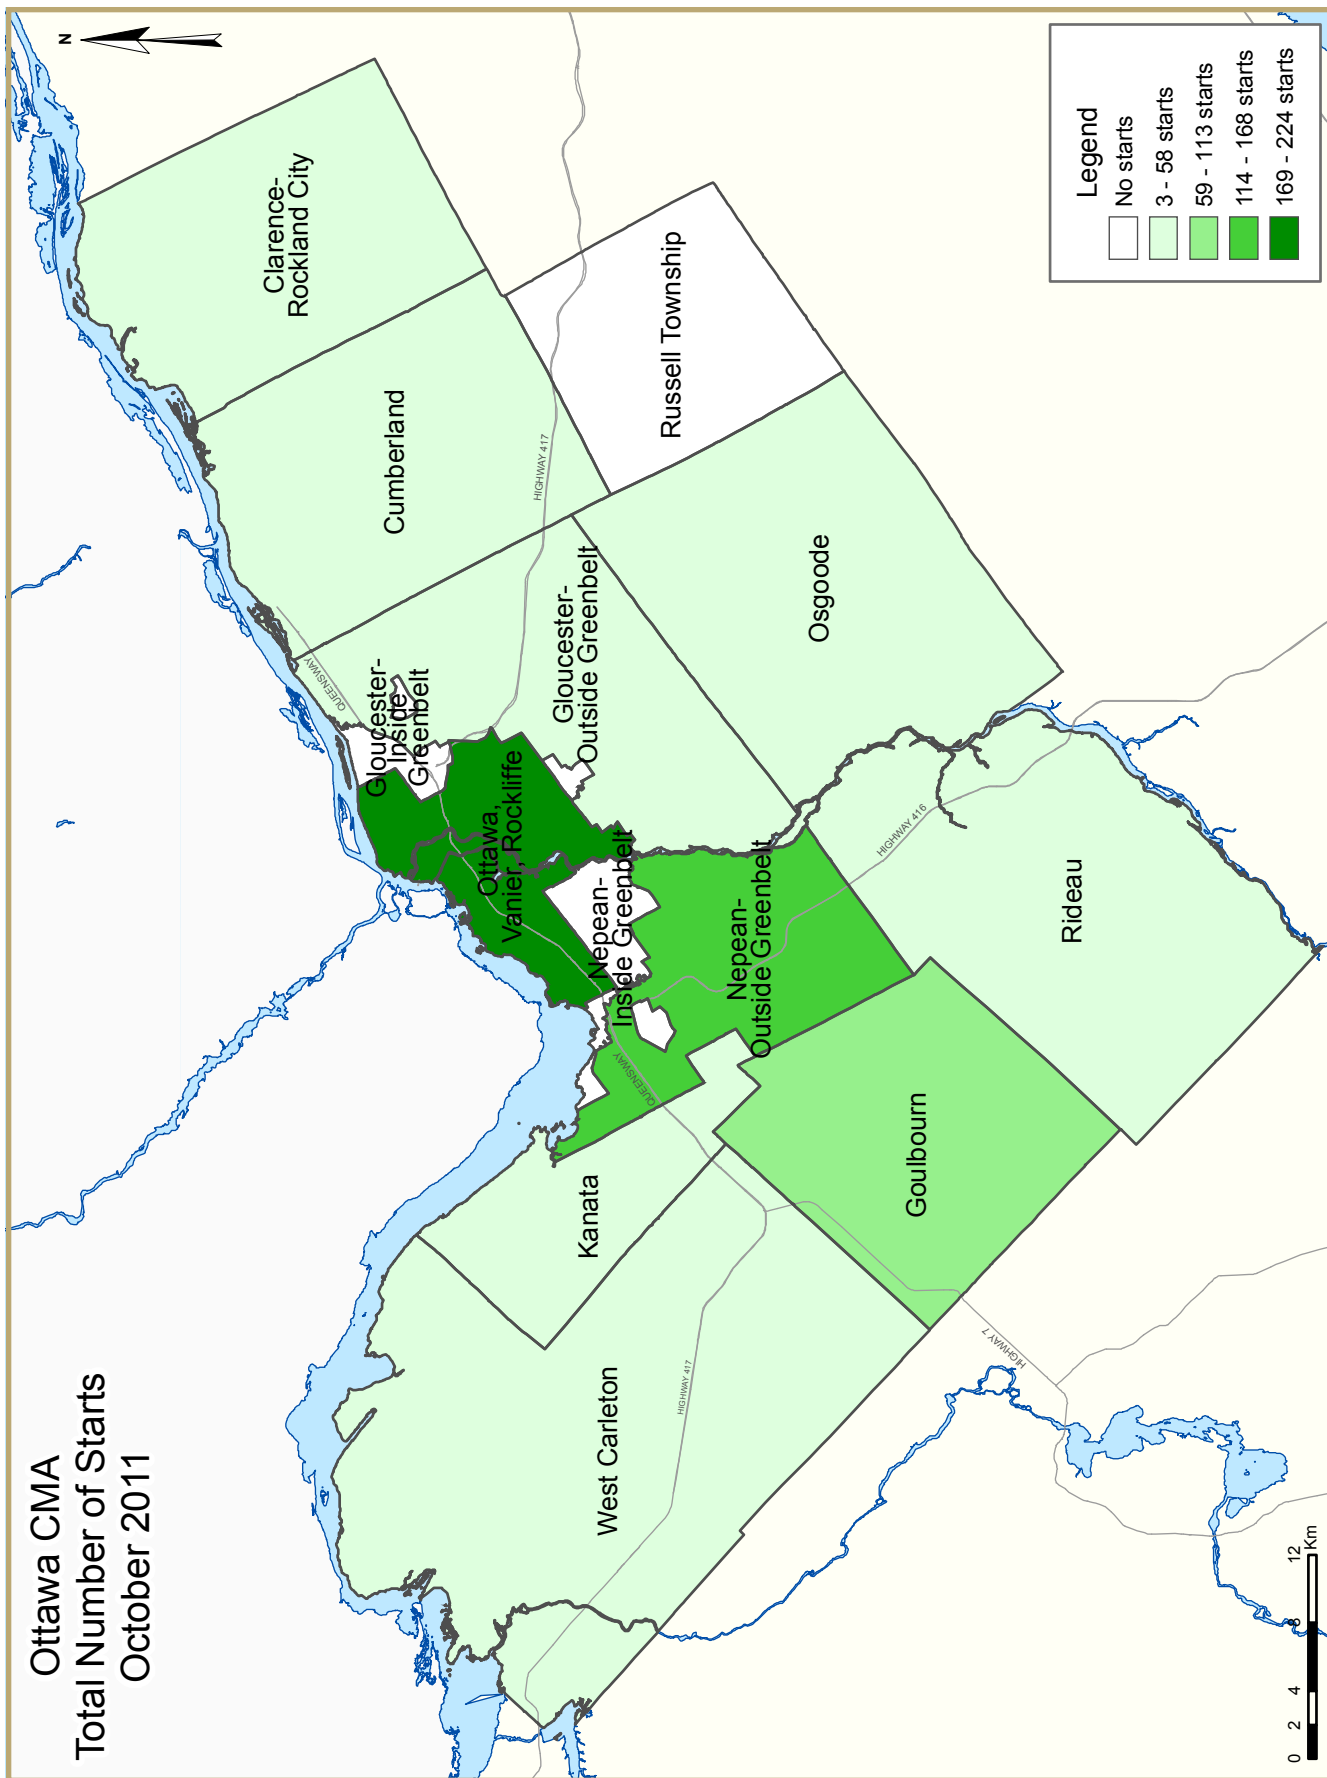 Ottawa CMA
Total Number of Starts
October 2011
N
Clarence-
Rockland City
Cumberland
Russell Township
HIGHWAY 417
QUEENSWAY
Gloucester-
Inside
Greenbelt
Gloucester-
Outside Greenbelt
Osgoode
Ottawa,
Vanier, Rockliffe
Nepean-
Inside Greenbelt
Nepean-
Outside Greenbelt
HIGHWAY 416
Rideau
QUEENSWAY
Kanata
Goulbourn
West Carleton
HIGHWAY 417
HIGHWAY 7
Legend
No starts
3 - 58 starts
59 - 113 starts
114 - 168 starts
169 - 224 starts
0 2 4 8 12
Km